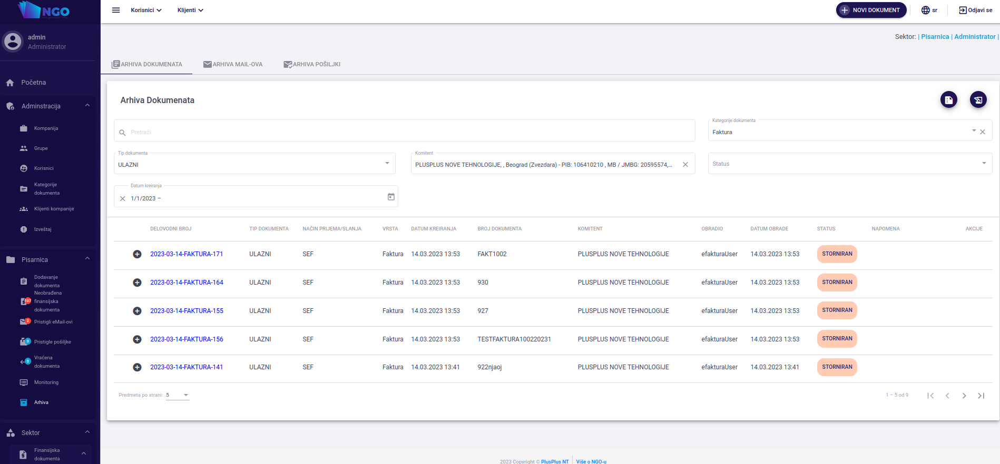 NGO
Korisnici
Klijenti
NOVI DOKUMENT
sr
Odjavi se
admin
Administrator
Sektor: | Pisarnica | Administrator |
Početna
Adminstracija
Kompanija
Grupe
Korisnici
Kategorije
dokumenta
Klijenti kompanije
Izveštaj
Pisarnica
Dodavanje
dokumenta
Neobrađena
finansijska
dokumenta
107
Pristigli eMail-ovi
2
Pristigle pošiljke
0
Vraćena
dokumenta
0
Monitoring
Arhiva
Sektor
Finansijska
dokumenta
ARHIVA DOKUMENATA
ARHIVA MAIL-OVA
ARHIVA POŠILJKI
Arhiva Dokumenata
Pretraži
Kategorije dokumenta
Faktura
Tip dokumenta
ULAZNI
Komitent
PLUSPLUS NOVE TEHNOLOGIJE, , Beograd (Zvezdara) - PIB: 106410210 , MB / JMBG: 20595574,...
Status
Datum kreiranja
1/1/2023 –
DELOVODNI BROJ TIP DOKUMENTA NAČIN PRIJEMA/SLANJA VRSTA DATUM KREIRANJA BROJ DOKUMENTA KOMITENT OBRADIO DATUM OBRADE STATUS NAPOMENA AKCIJE
2023-03-14-FAKTURA-171 ULAZNI SEF Faktura 14.03.2023 13:53 FAKT1002 PLUSPLUS NOVE TEHNOLOGIJE efakturaUser 14.03.2023 13:53 STORNIRAN
2023-03-14-FAKTURA-164 ULAZNI SEF Faktura 14.03.2023 13:53 930 PLUSPLUS NOVE TEHNOLOGIJE efakturaUser 14.03.2023 13:53 STORNIRAN
2023-03-14-FAKTURA-155 ULAZNI SEF Faktura 14.03.2023 13:53 927 PLUSPLUS NOVE TEHNOLOGIJE efakturaUser 14.03.2023 13:53 STORNIRAN
2023-03-14-FAKTURA-156 ULAZNI SEF Faktura 14.03.2023 13:53 TESTFAKTURA100220231 PLUSPLUS NOVE TEHNOLOGIJE efakturaUser 14.03.2023 13:53 STORNIRAN
2023-03-14-FAKTURA-141 ULAZNI SEF Faktura 14.03.2023 13:41 922njaoj PLUSPLUS NOVE TEHNOLOGIJE efakturaUser 14.03.2023 13:41 STORNIRAN
Predmeta po strani: 5
1 – 5 od 9
2023 Copyright © PlusPlus NT
Više o NGO-u